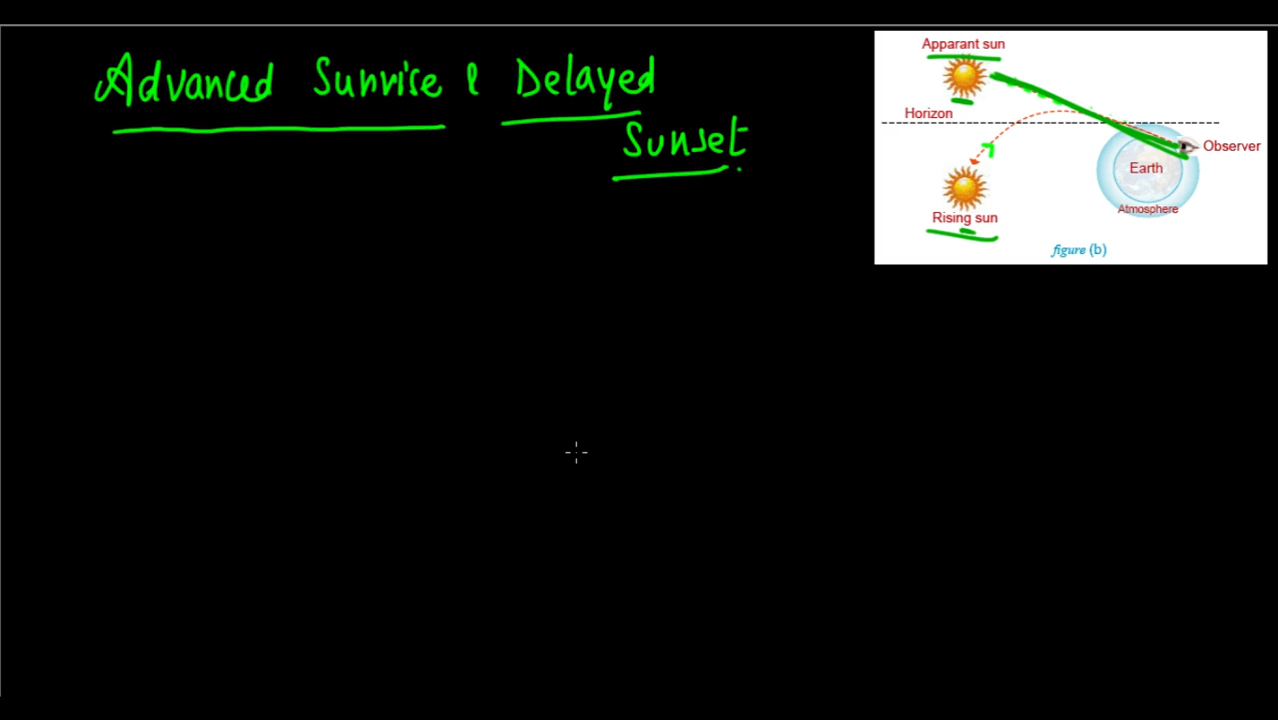 Advanced Sunrise & Delayed
Sunset.
Apparant sun
Horizon
Observer
Earth
Rising sun
Atmosphere
figure (b)